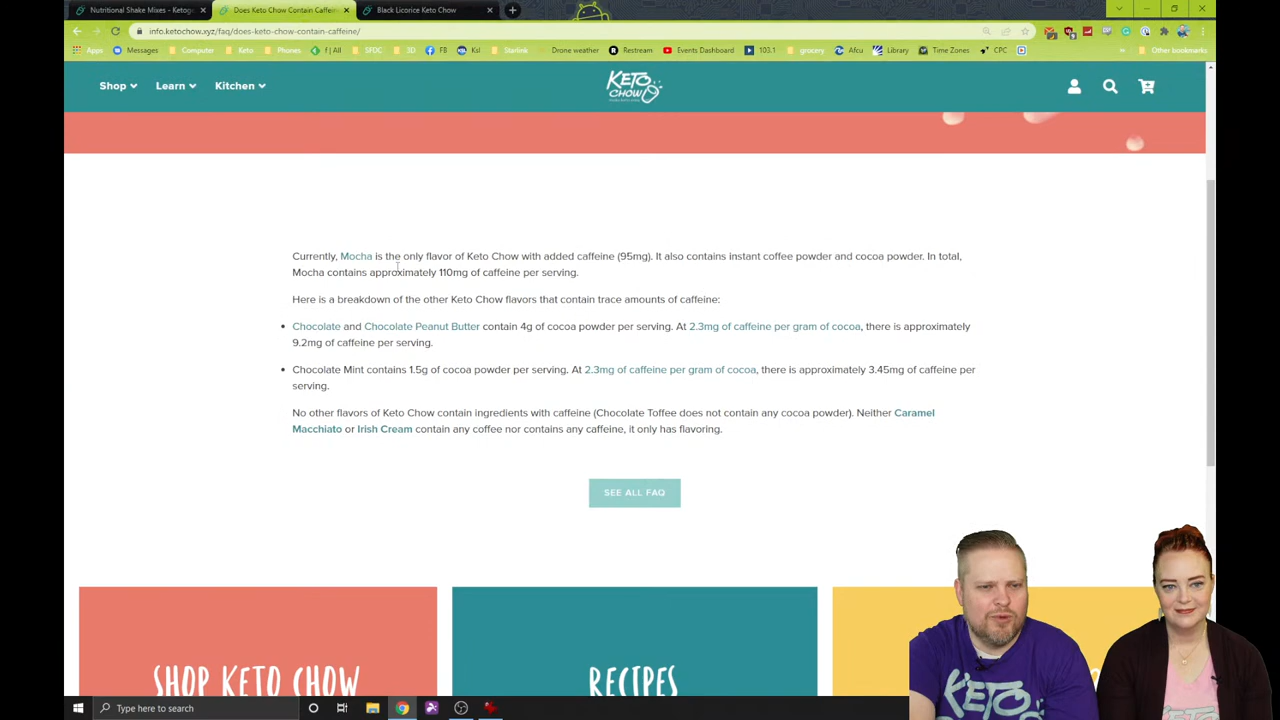 Nutritional Shake Mixes - Ketoge
Does Keto Chow Contain Caffein
Black Licorice Keto Chow
info.ketochow.xyz/faq/does-keto-chow-contain-caffeine/
Apps Messages Computer Keto Phones F | All SFDC 3D FB Ksl Starlink Drone weather Restream Events Dashboard 103.1 grocery Afcu Library Time Zones CPC Other bookmarks
Shop Learn Kitchen
KETO
CHOW
Currently, Mocha is the only flavor of Keto Chow with added caffeine (95mg). It also contains instant coffee powder and cocoa powder. In total,
Mocha contains approximately 110mg of caffeine per serving.
Here is a breakdown of the other Keto Chow flavors that contain trace amounts of caffeine:
• Chocolate and Chocolate Peanut Butter contain 4g of cocoa powder per serving. At 2.3mg of caffeine per gram of cocoa, there is approximately
9.2mg of caffeine per serving.
• Chocolate Mint contains 1.5g of cocoa powder per serving. At 2.3mg of caffeine per gram of cocoa, there is approximately 3.45mg of caffeine per
serving.
No other flavors of Keto Chow contain ingredients with caffeine (Chocolate Toffee does not contain any cocoa powder). Neither Caramel
Macchiato or Irish Cream contain any coffee nor contains any caffeine, it only has flavoring.
SEE ALL FAQ
SHOP KETO CHOW
RECIPES
KETO
CHOW
Type here to search